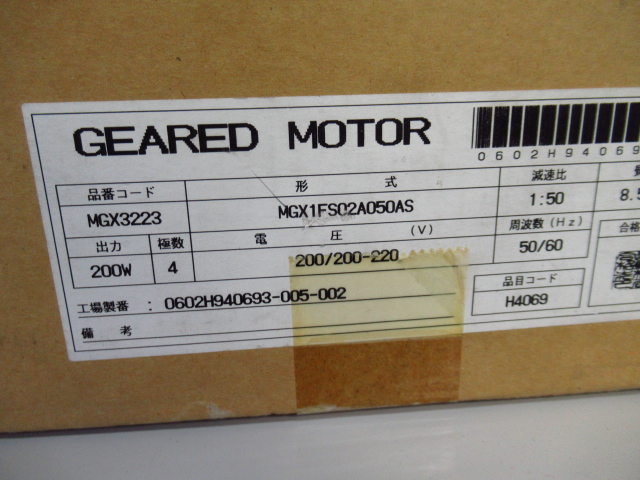 GEARED MOTOR
0602H94069
品番コード 形 式 減速比
MGX3223 MGX1FS02A050AS 1:50 8.5
出力 極数 電 圧 (V) 周波数(Hz) 合格
200W 4 200/200-220 50/60
品目コード
工場製番: 0602H940693-005-002 H4069
備 考